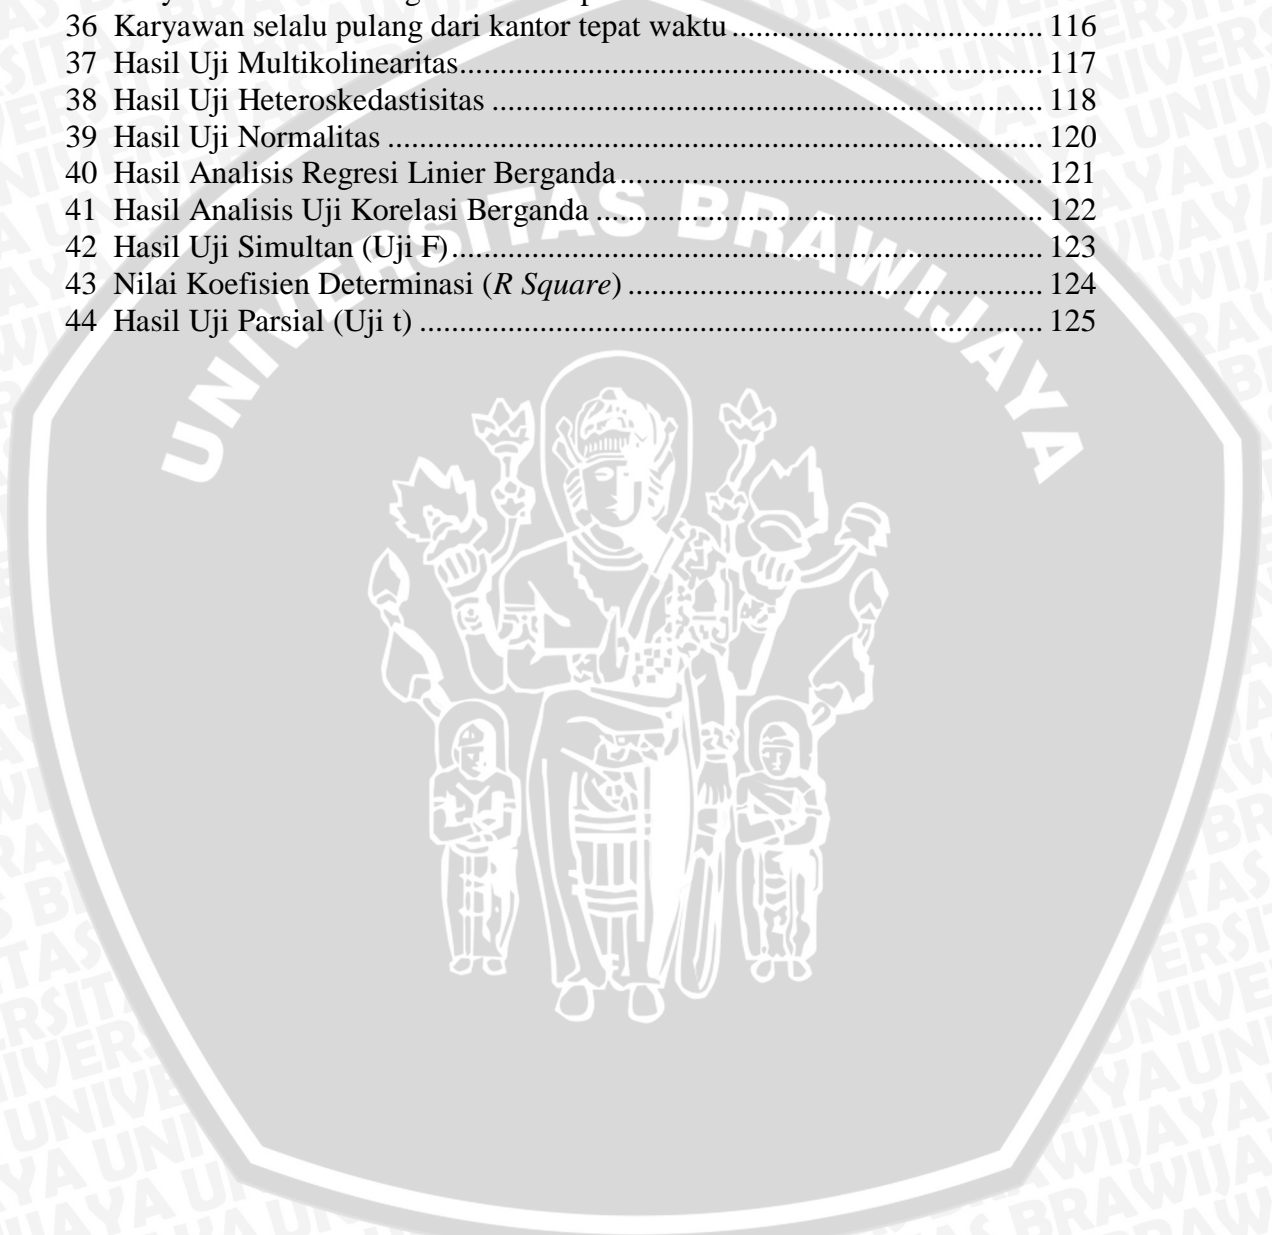 36 Karyawan selalu pulang dari kantor tepat waktu ...................................... 116
37 Hasil Uji Multikolinearitas....................................................................... 117
38 Hasil Uji Heteroskedastisitas ................................................................... 118
39 Hasil Uji Normalitas ................................................................................ 120
40 Hasil Analisis Regresi Linier Berganda.................................................... 121
41 Hasil Analisis Uji Korelasi Berganda ...................................................... 122
42 Hasil Uji Simultan (Uji F)........................................................................ 123
43 Nilai Koefisien Determinasi (R Square) .................................................. 124
44 Hasil Uji Parsial (Uji t) ............................................................................ 125
UNIVERSITAS BRAWIJAYA